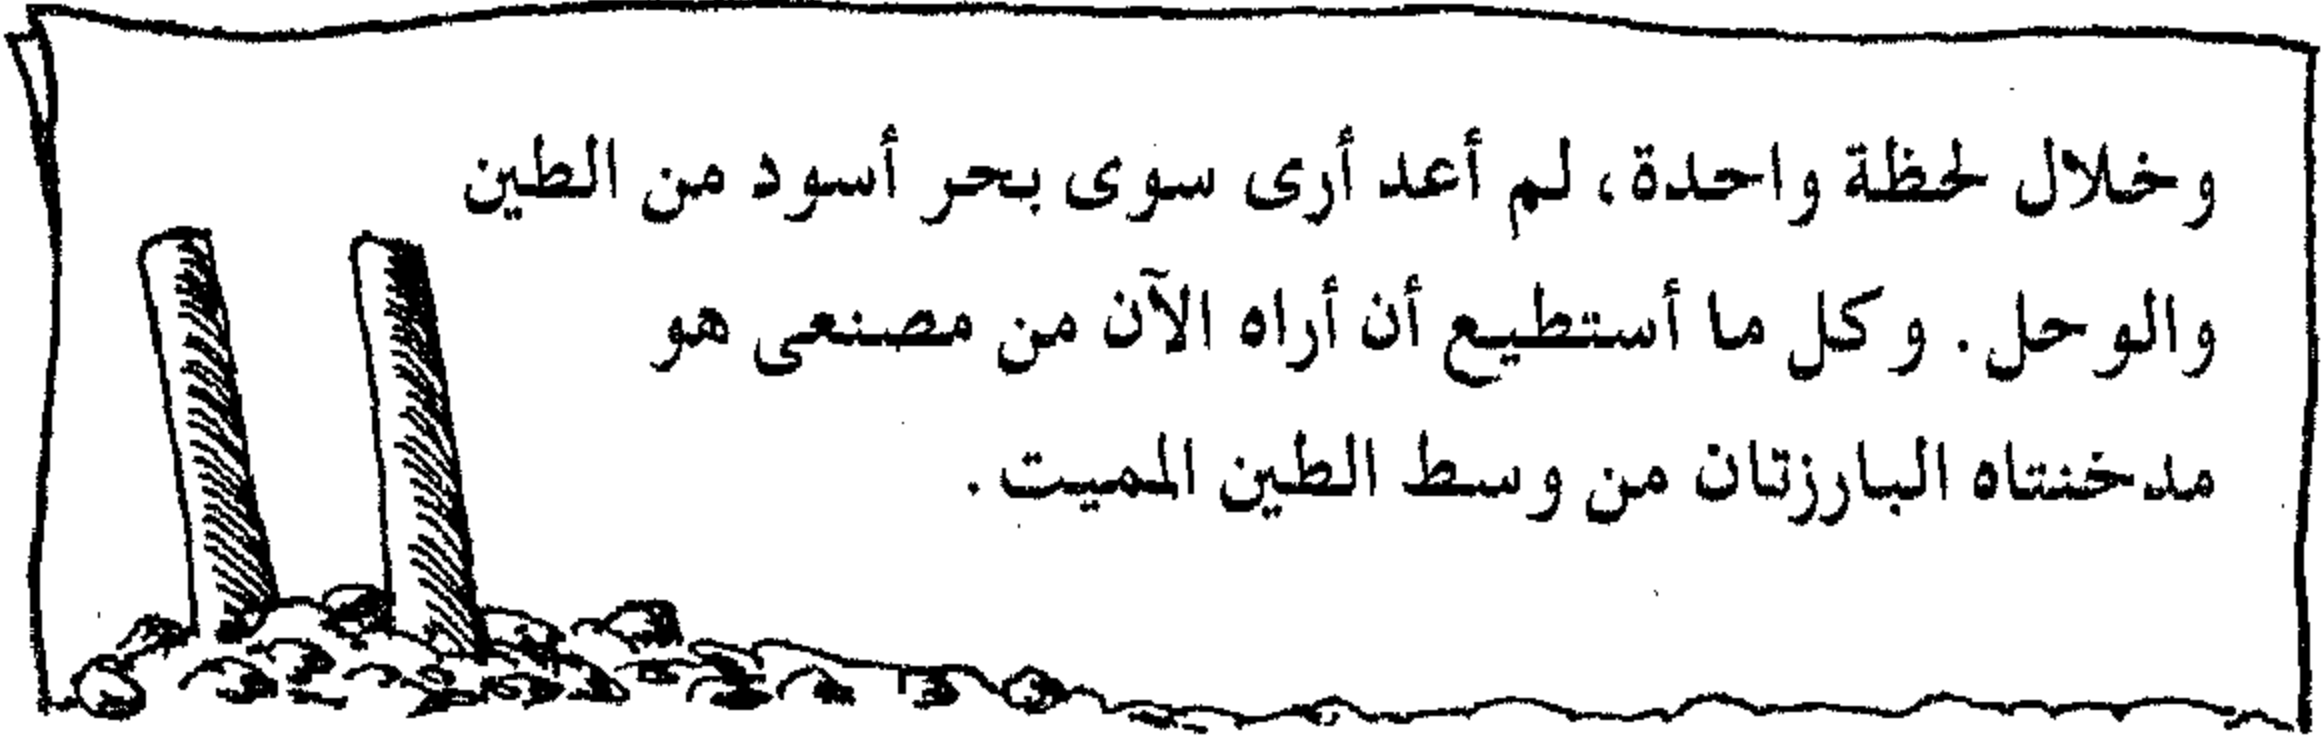 وخلال لحظة واحدة، لم أعد أرى سوى بحر أسود من الطين
والوحل. وكل ما أستطيع أن أراه الآن من مصنعى هو
مدخنتاه البارزتان من وسط الطين المميت.